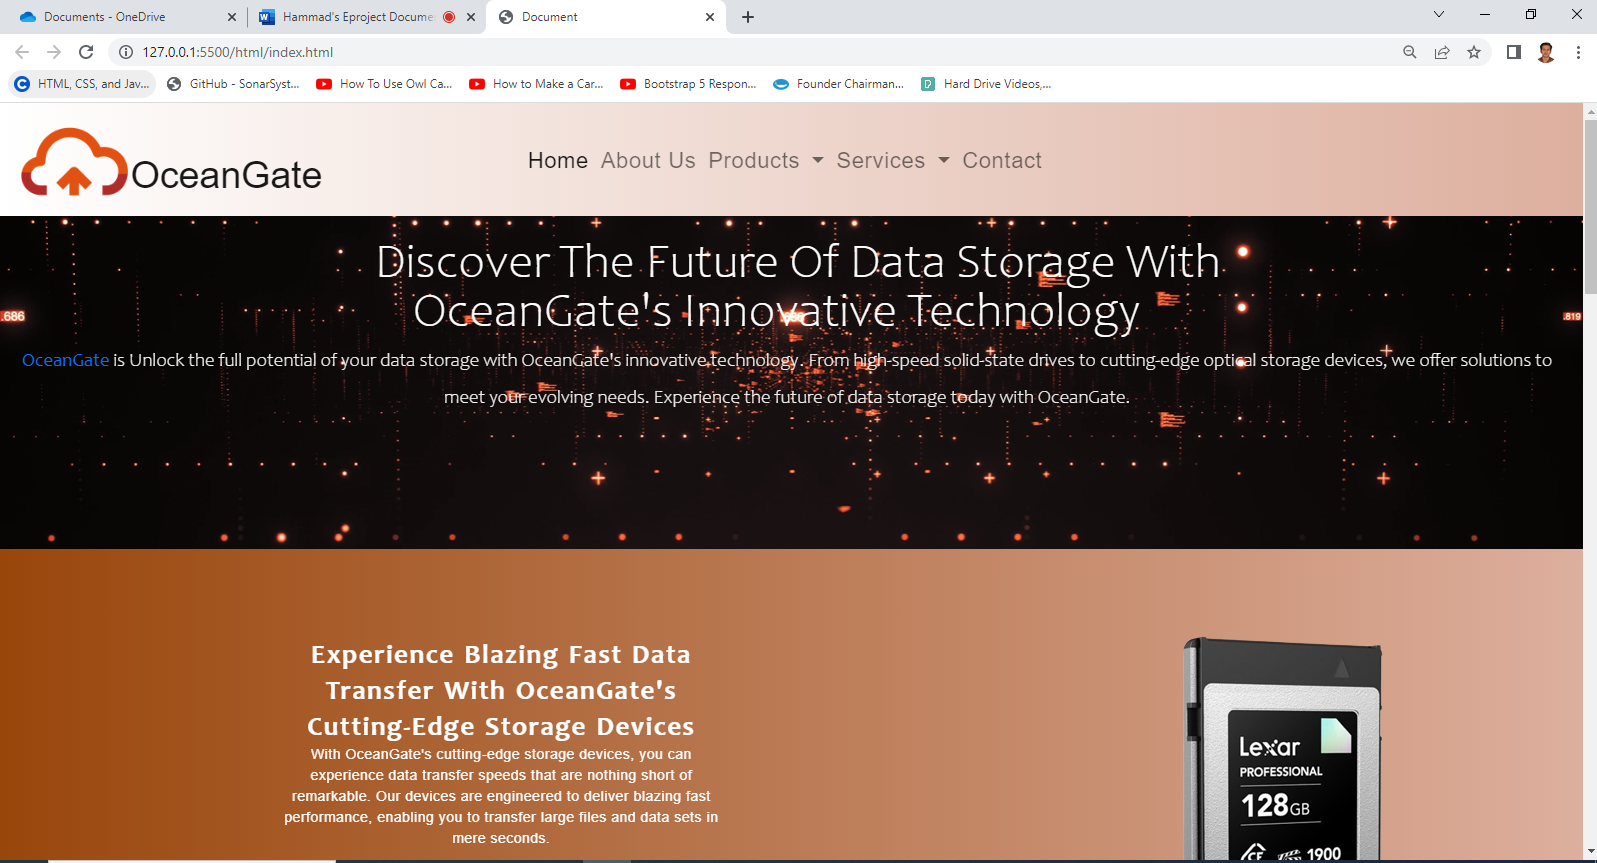 Documents - OneDrive
Hammad's Eproject Docume
Document
127.0.0.1:5500/html/index.html
HTML, CSS, and Jav...
GitHub - SonarSyst...
How To Use Owl Ca...
How to Make a Car...
Bootstrap 5 Respon...
Founder Chairman...
Hard Drive Videos,...
OceanGate
Home
About Us
Products
Services
Contact
Discover The Future Of Data Storage With
OceanGate's Innovative Technology
.686
.819
OceanGate is Unlock the full potential of your data storage with OceanGate's innovative technology. From high-speed solid-state drives to cutting-edge optical storage devices, we offer solutions to
meet your evolving needs. Experience the future of data storage today with OceanGate.
Experience Blazing Fast Data
Transfer With OceanGate's
Cutting-Edge Storage Devices
With OceanGate's cutting-edge storage devices, you can
experience data transfer speeds that are nothing short of
remarkable. Our devices are engineered to deliver blazing fast
performance, enabling you to transfer large files and data sets in
mere seconds.
Lexar
PROFESSIONAL
128GB
1900